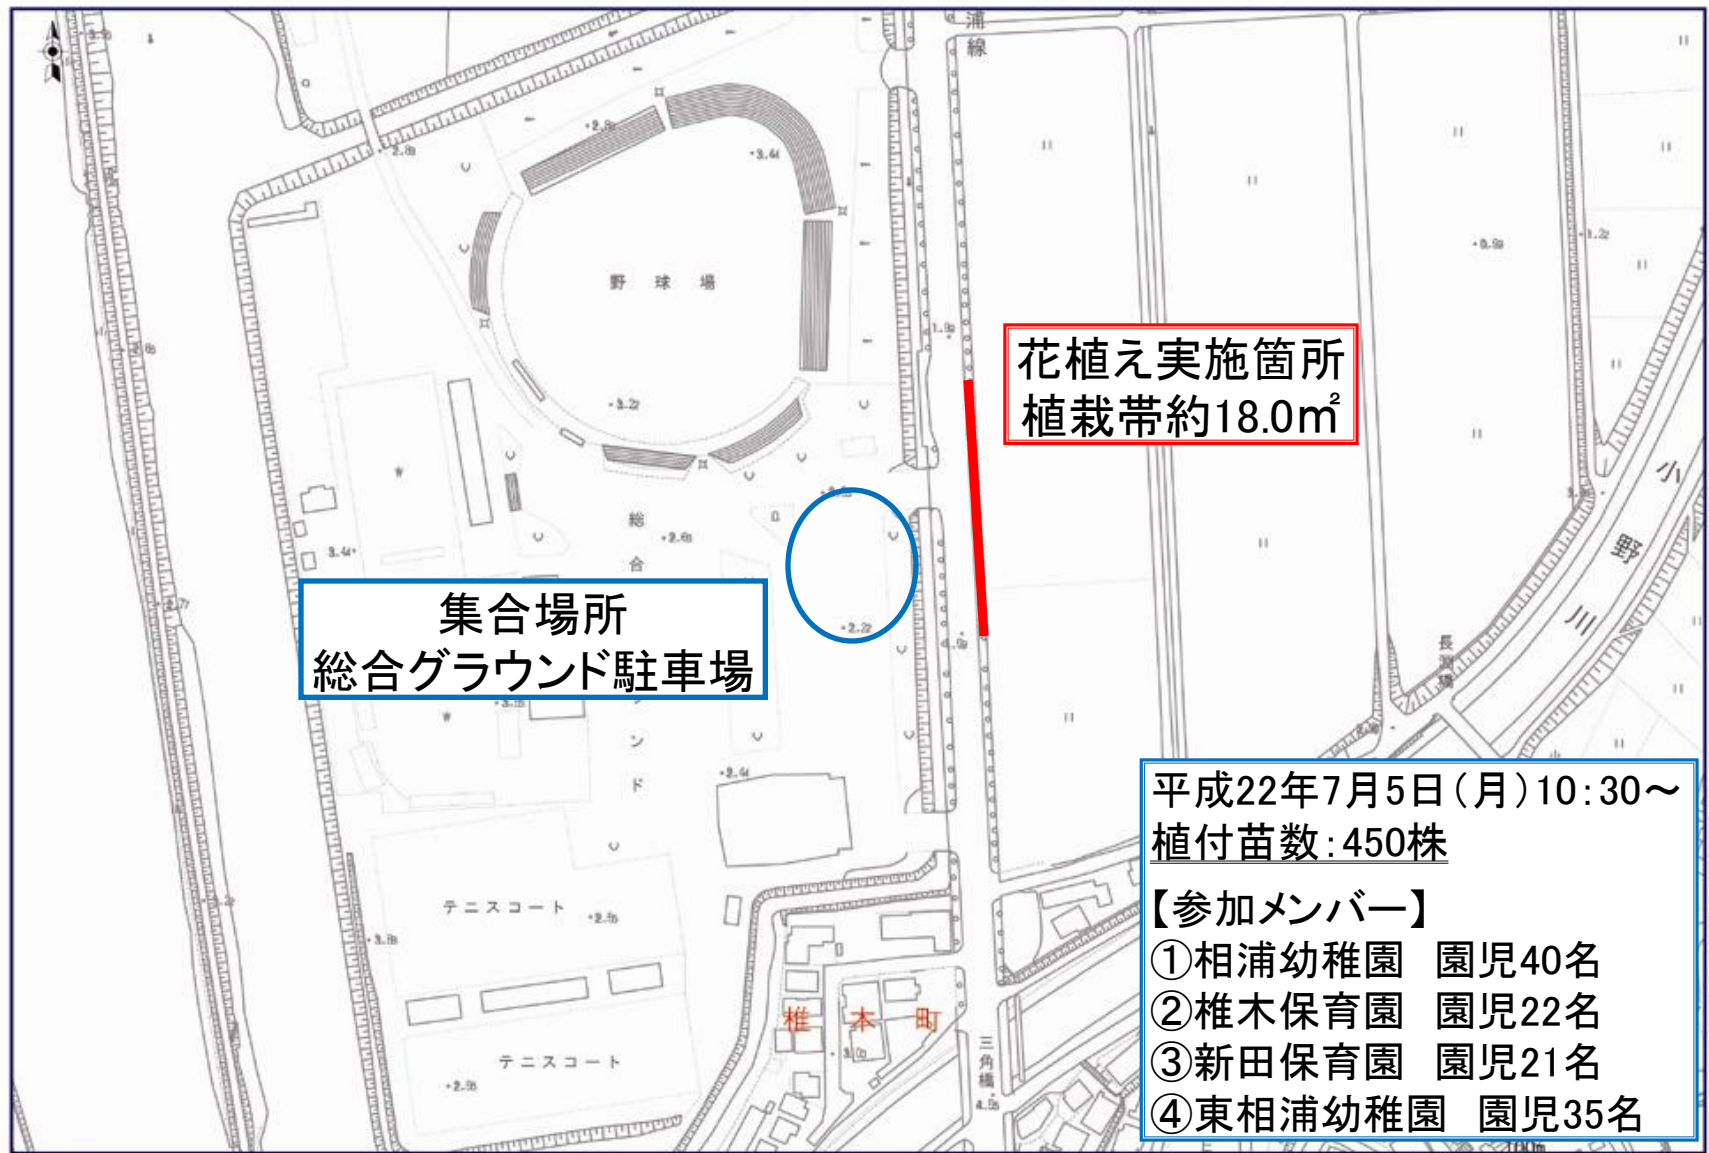 浦線
野球場
花植え実施箇所
植栽帯約18.0㎡
集合場所
総合グラウンド駐車場
総合
ンド
小野川
テニスコート
テニスコート
椎木町
三角橋
平成22年7月5日(月)10:30～
植付苗数:450株
【参加メンバー】
①相浦幼稚園 園児40名
②椎木保育園 園児22名
③新田保育園 園児21名
④東相浦幼稚園 園児35名